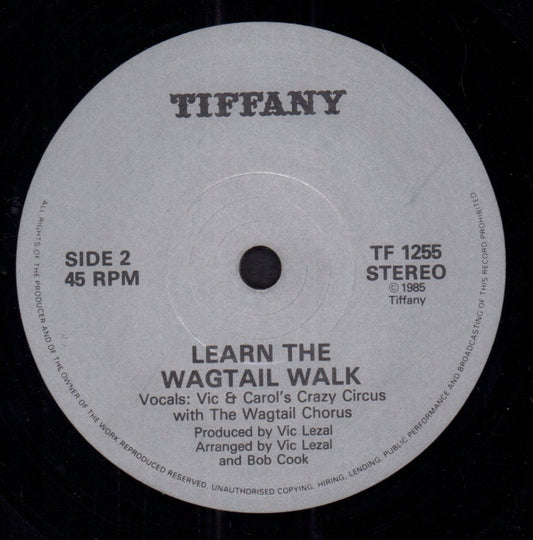 TIFFANY
SIDE 2
45 RPM
TF 1255
STEREO
© 1985
Tiffany
LEARN THE
WAGTAIL WALK
Vocals: Vic & Carol's Crazy Circus
with The Wagtail Chorus
Produced by Vic Lezal
Arranged by Vic Lezal
and Bob Cook
ALL RIGHTS OF THE PRODUCER AND OF THE OWNER OF THE WORK REPRODUCED RESERVED. UNAUTHORISED COPYING, HIRING, LENDING, PUBLIC PERFORMANCE AND BROADCASTING OF THIS RECORD PROHIBITED